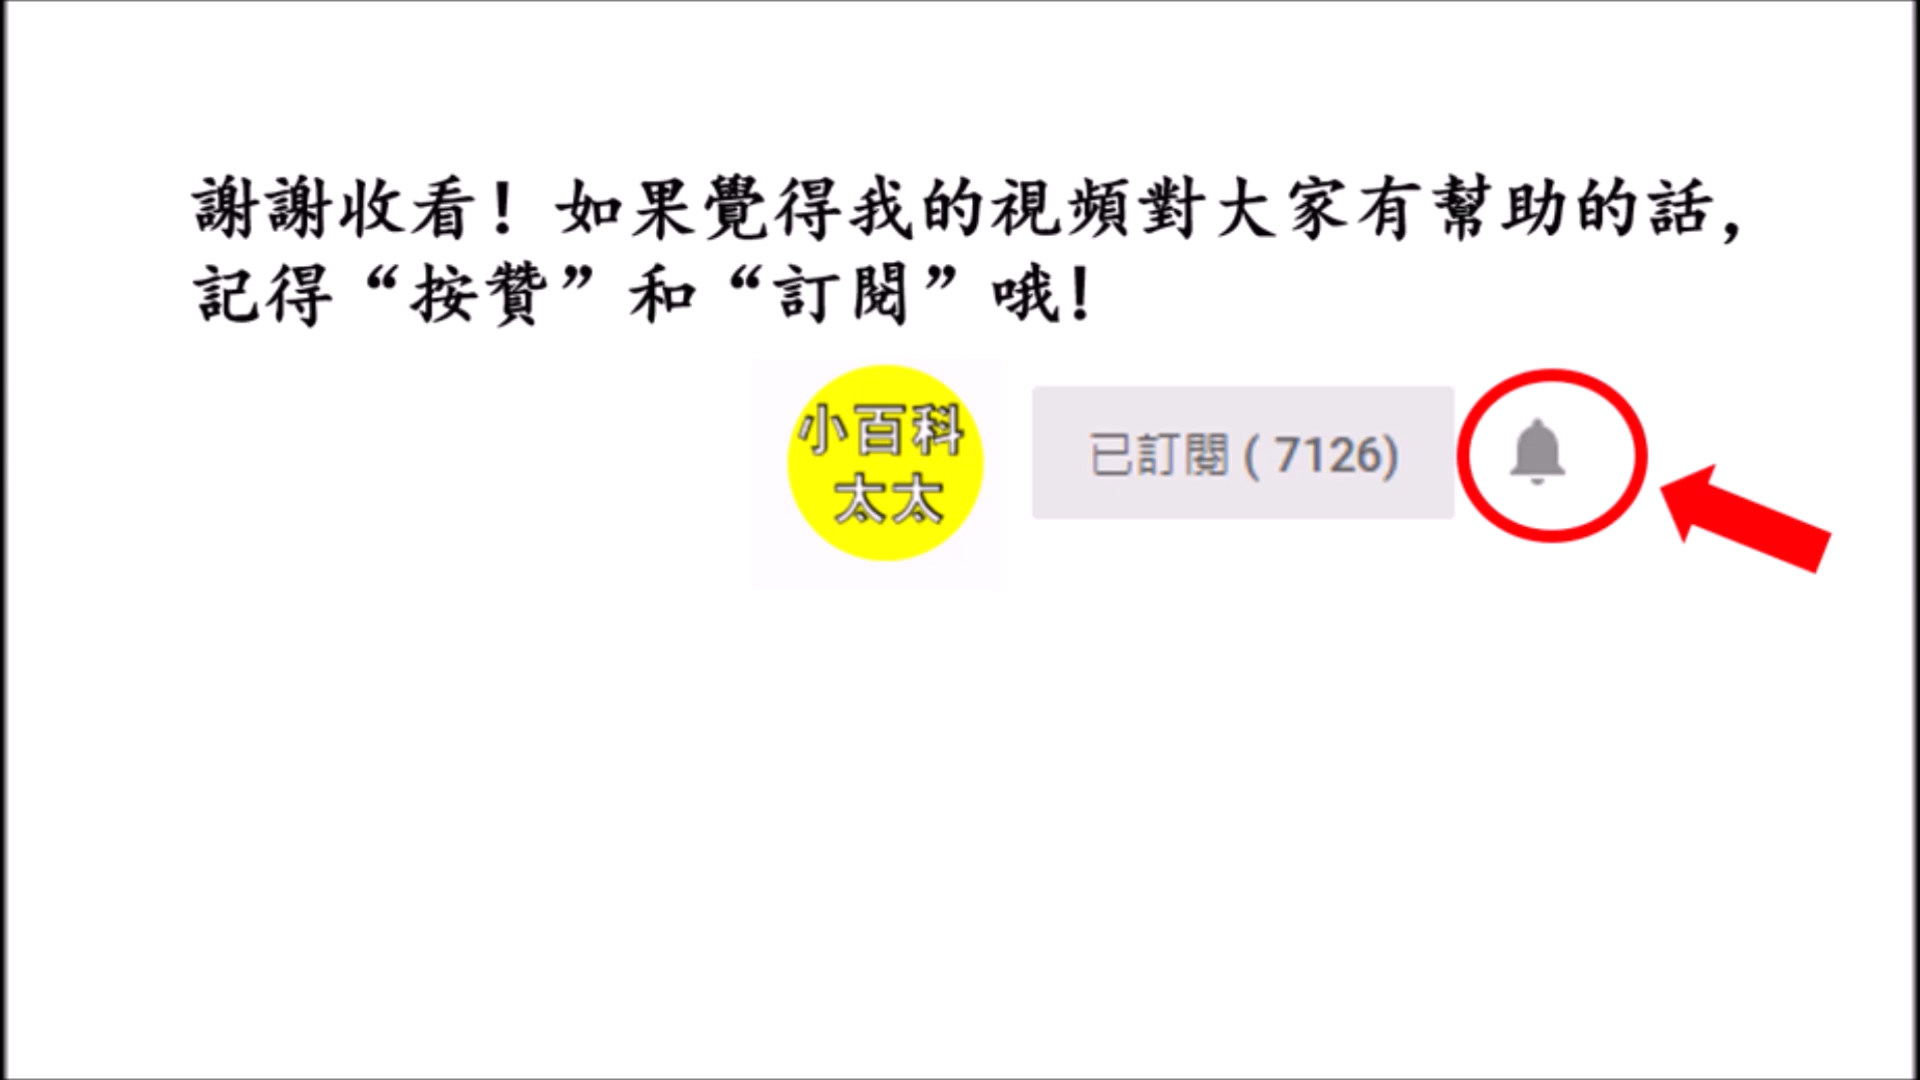 謝謝收看！如果覺得我的視頻對大家有幫助的話，
記得“按贊”和“訂閱”哦！
小百科
太太
已訂閱 ( 7126)